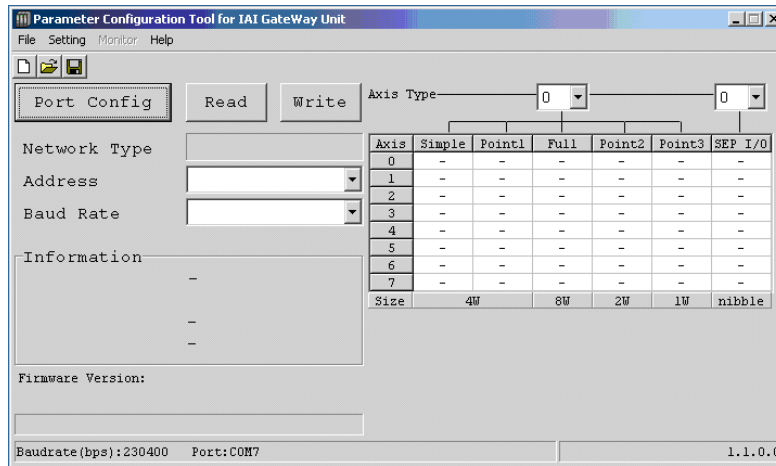 Parameter Configuration Tool for IAI GateWay Unit
File Setting Monitor Help
Port Config Read Write
Axis Type 0 0
Network Type
Address
Baud Rate
Axis Simple Point1 Full Point2 Point3 SEP I/O
0 - - - - - -
1 - - - - - -
2 - - - - - -
3 - - - - - -
4 - - - - - -
5 - - - - - -
6 - - - - - -
7 - - - - - -
Size 4W 8W 2W 1W nibble
Information
-
-
-
Firmware Version:
Baudrate(bps):230400 Port:COM7 1.1.0.0